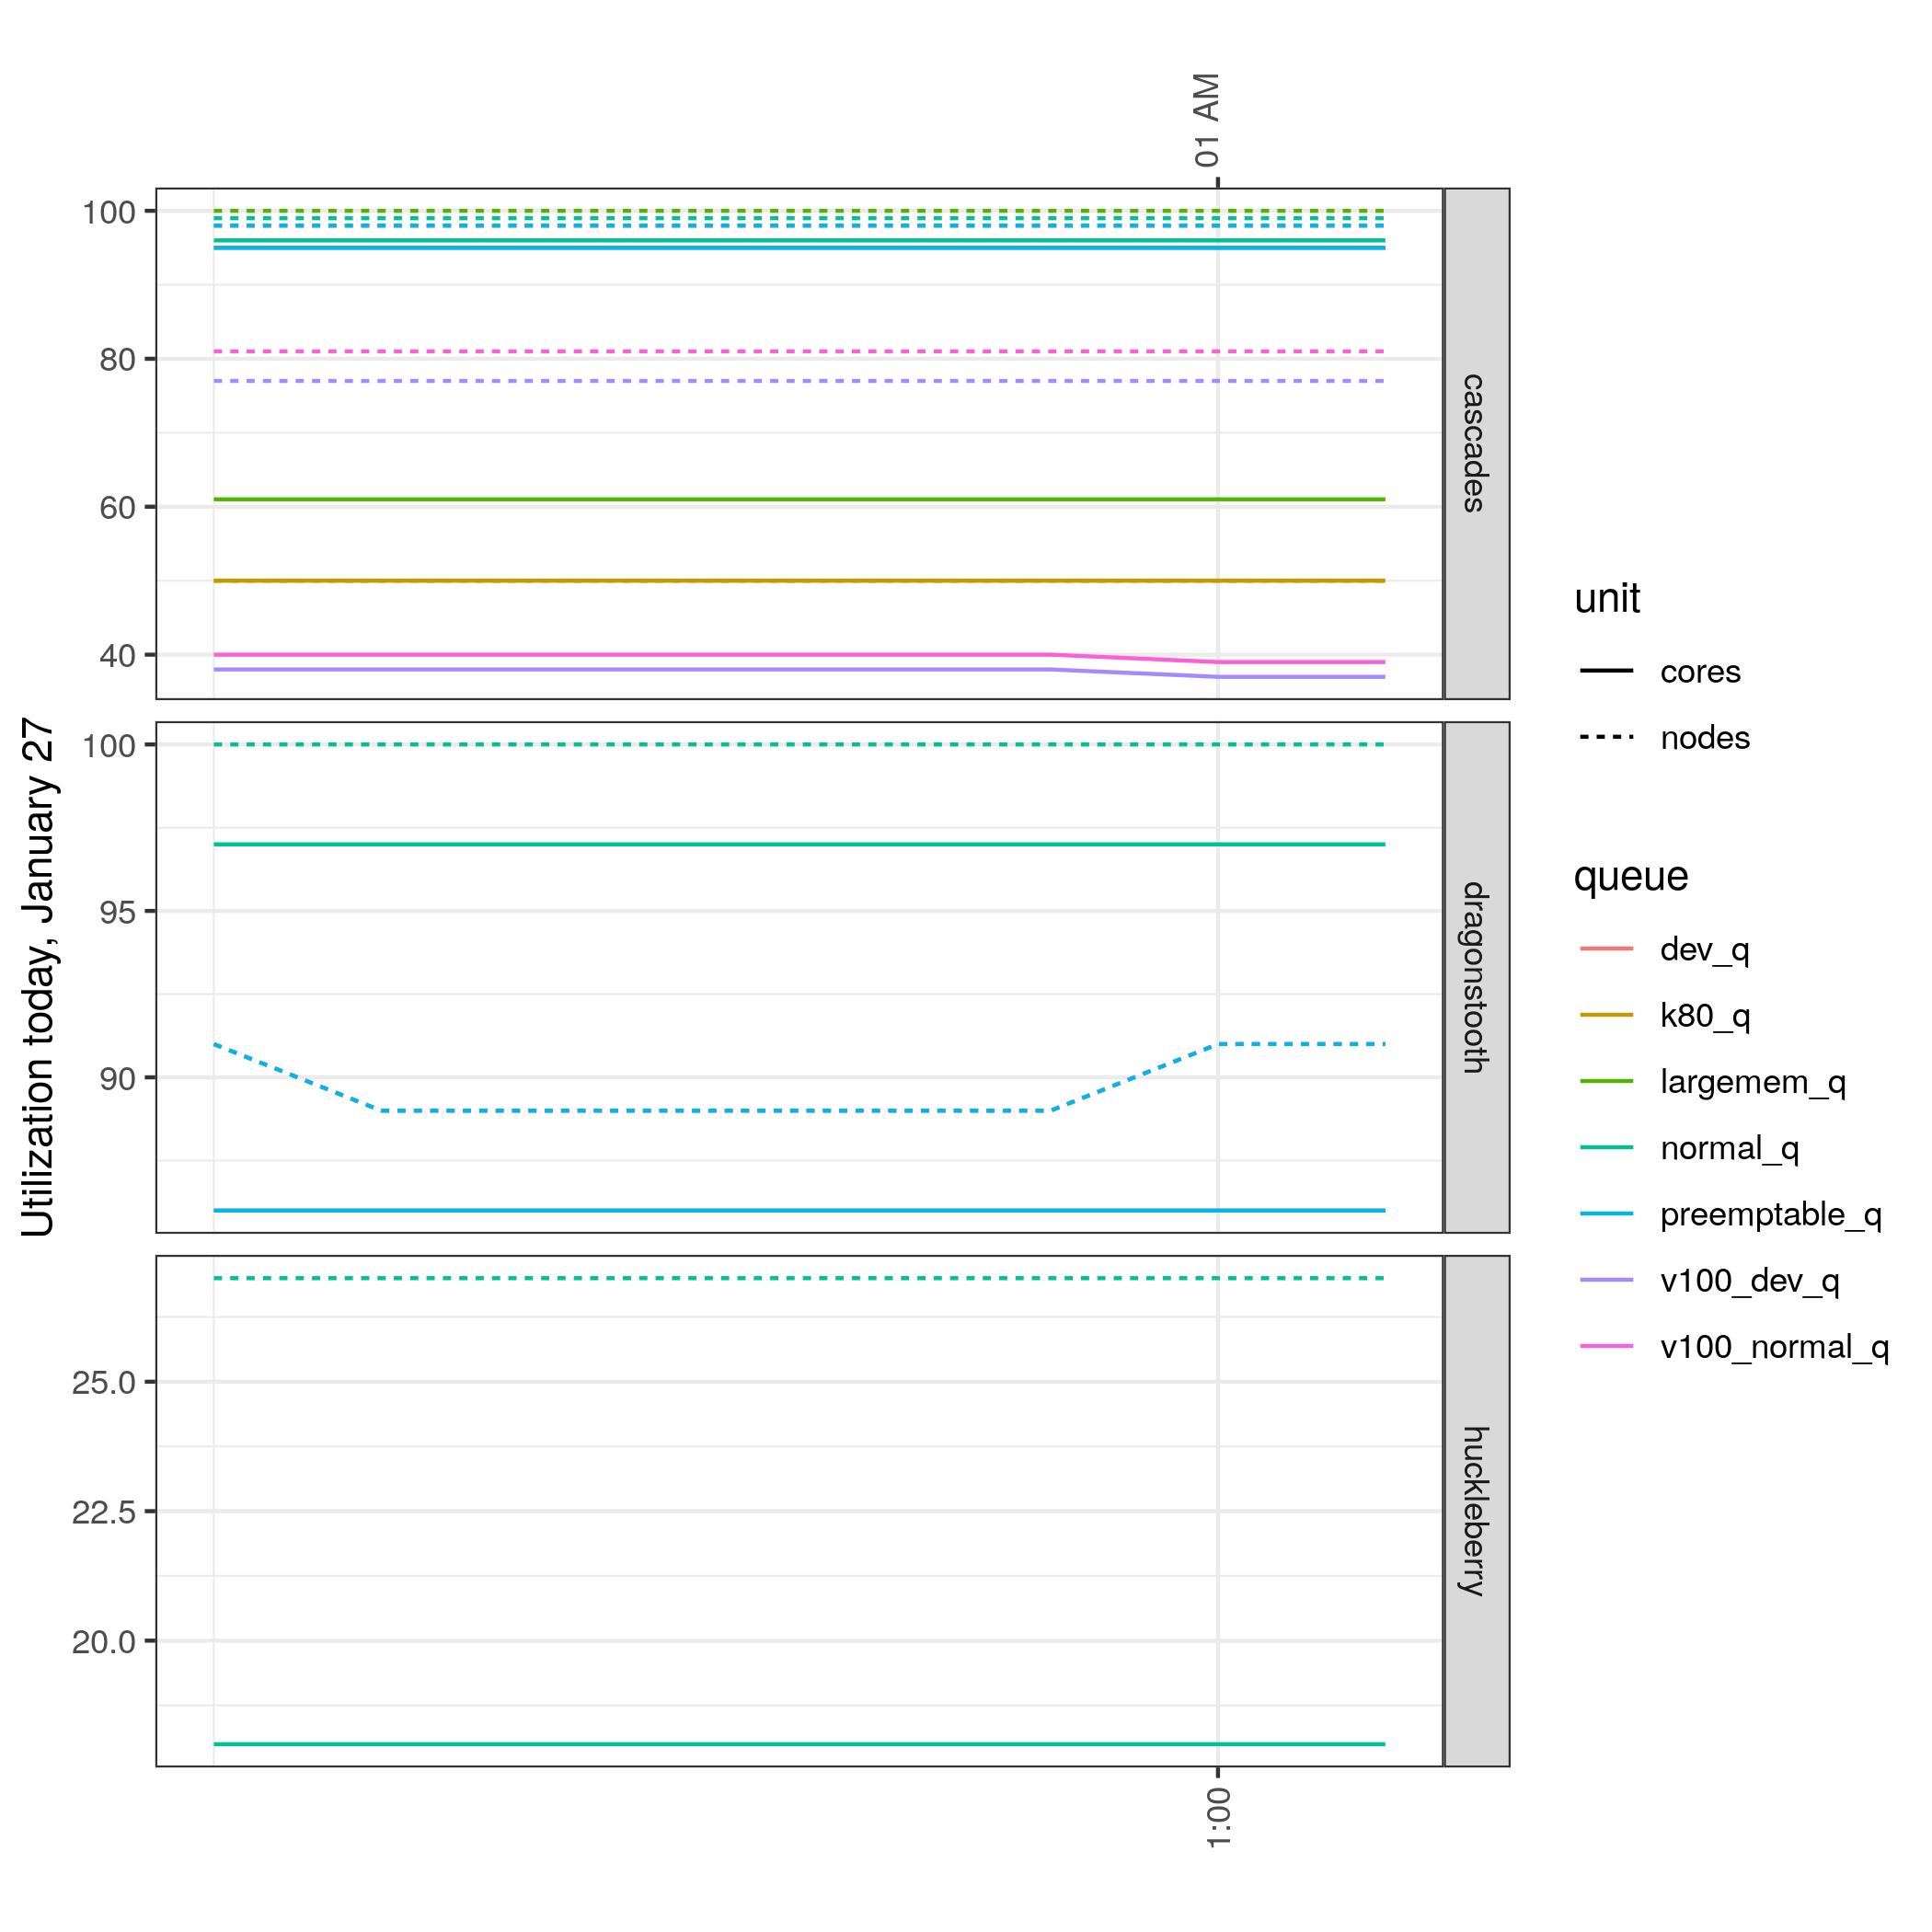 01 AM
100
80
60
40
cascades
100
95
90
dragonstooth
25.0
22.5
20.0
huckleberry
1:00
Utilization today, January 27
unit
cores
nodes
queue
dev_q
k80_q
largemem_q
normal_q
preemptable_q
v100_dev_q
v100_normal_q